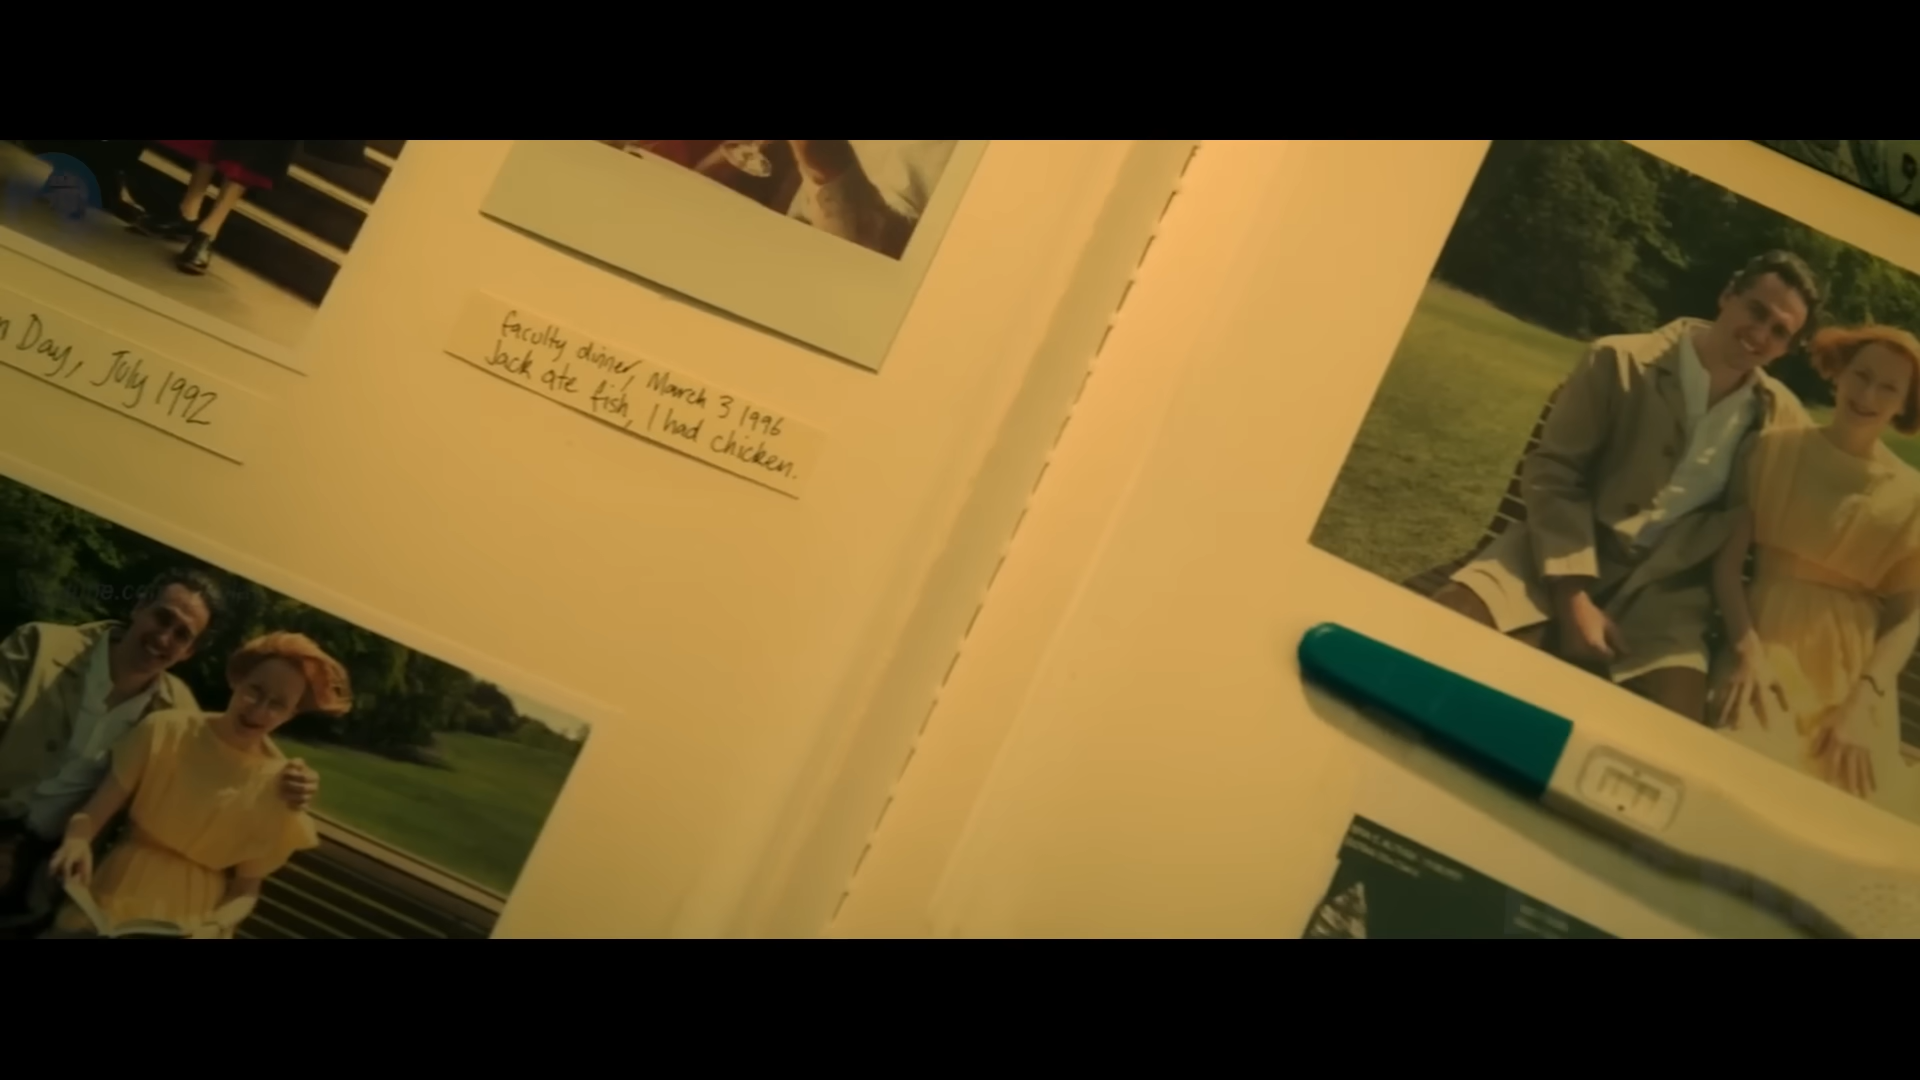 n Day, July 1992
faculty dinner, March 3 1996
Jack ate fish, I had chicken.